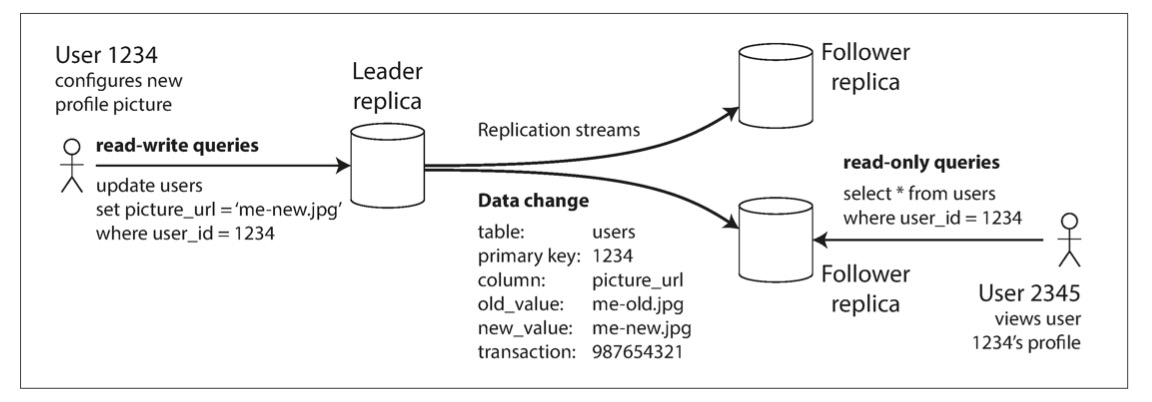 User 1234
configures new
profile picture
read-write queries
update users
set picture_url = ‘me-new.jpg’
where user_id = 1234
Leader
replica
Replication streams
Data change
table: users
primary key: 1234
column: picture_url
old_value: me-old.jpg
new_value: me-new.jpg
transaction: 987654321
Follower
replica
read-only queries
select * from users
where user_id = 1234
Follower
replica
User 2345
views user
1234’s profile